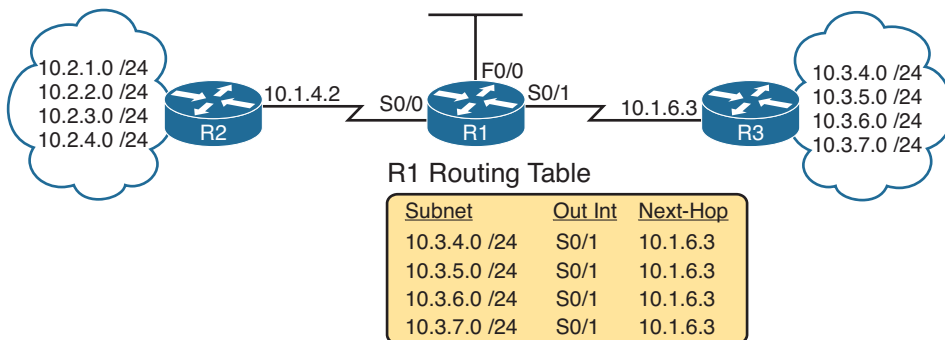 10.2.1.0 /24
10.2.2.0 /24
10.2.3.0 /24
10.2.4.0 /24
R2
10.1.4.2
S0/0
F0/0
S0/1
R1
10.1.6.3
R3
10.3.4.0 /24
10.3.5.0 /24
10.3.6.0 /24
10.3.7.0 /24
R1 Routing Table
Subnet Out Int Next-Hop
10.3.4.0 /24 S0/1 10.1.6.3
10.3.5.0 /24 S0/1 10.1.6.3
10.3.6.0 /24 S0/1 10.1.6.3
10.3.7.0 /24 S0/1 10.1.6.3